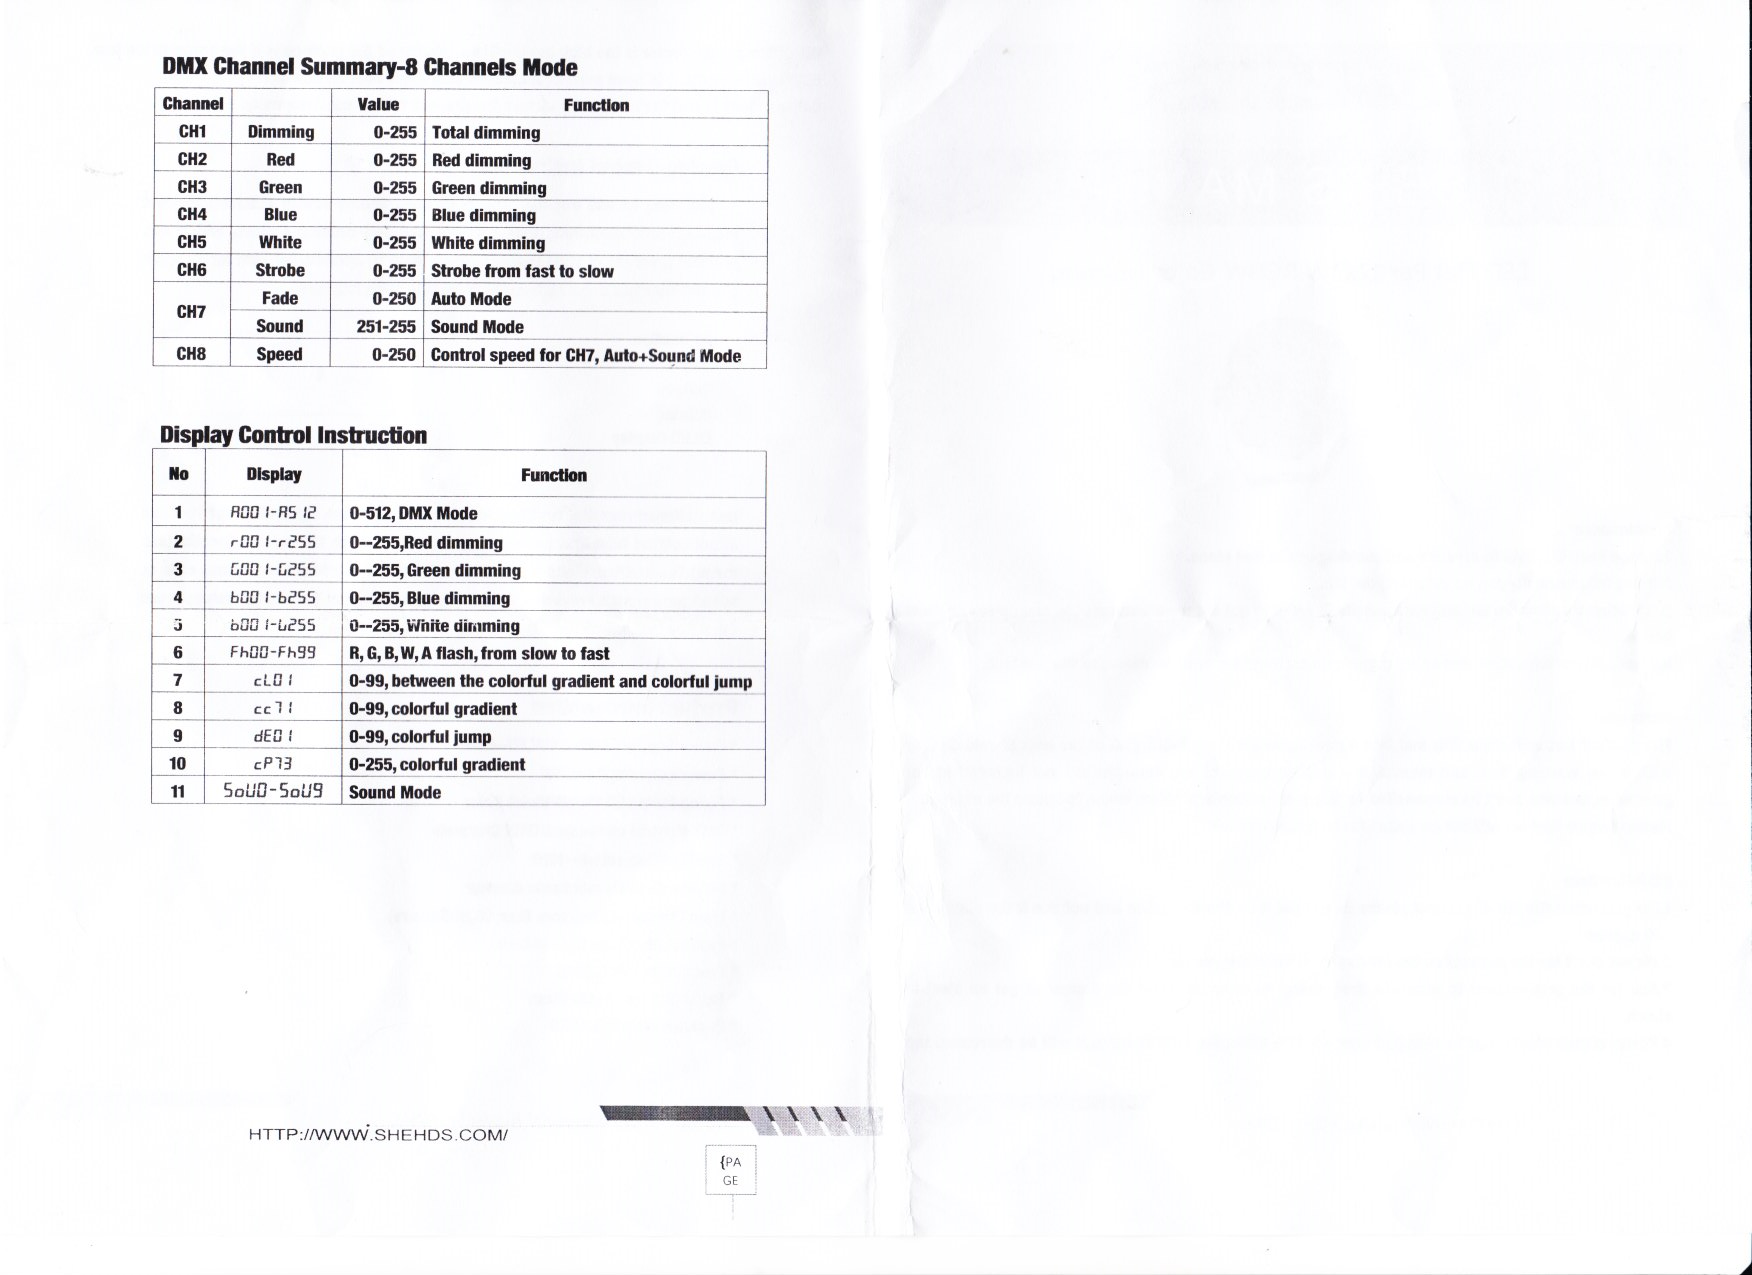 DMX Channel Summary-8 Channels Mode
Channel Value Function
CH1 Dimming 0-255 Total dimming
CH2 Red 0-255 Red dimming
CH3 Green 0-255 Green dimming
CH4 Blue 0-255 Blue dimming
CH5 White 0-255 White dimming
CH6 Strobe 0-255 Strobe from fast to slow
CH7 Fade 0-250 Auto Mode
Sound 251-255 Sound Mode
CH8 Speed 0-250 Control speed for CH7, Auto+Sound Mode
Display Control Instruction
No Display Function
1 A001-A512 0-512, DMX Mode
2 r001-r255 0--255,Red dimming
3 G001-G255 0--255, Green dimming
4 b001-b255 0--255, Blue dimming
5 0--255, White dimming
6 Fh00-Fh99 R, G, B, W, A flash, from slow to fast
7 cL01 0-99, between the colorful gradient and colorful jump
8 cc71 0-99, colorful gradient
9 dE01 0-99, colorful jump
10 cP73 0-255, colorful gradient
11 SoU0-SoU9 Sound Mode
HTTP://WWW.SHEHDS.COM/
{PA
GE